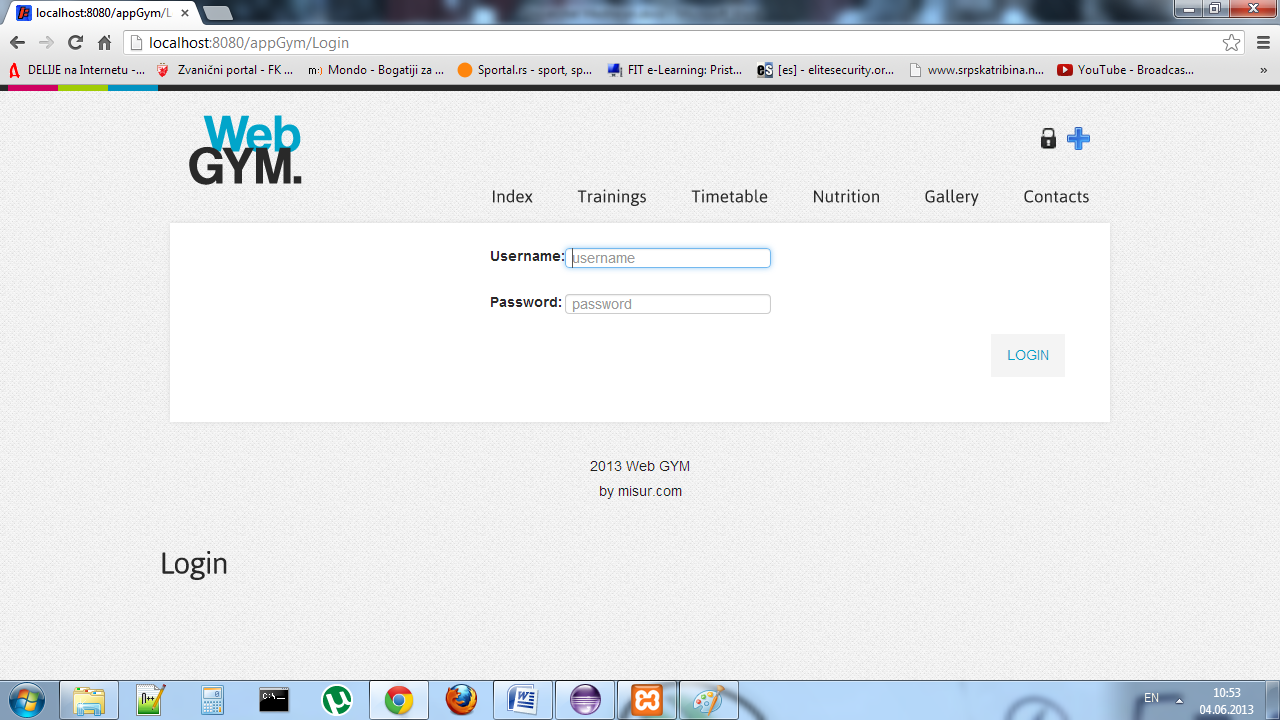 localhost:8080/appGym/L
localhost:8080/appGym/Login
DELIJE na Internetu -...
Zvanični portal - FK ...
m:) Mondo - Bogatiji za ...
Sportal.rs - sport, sp...
FIT e-Learning: Prist...
es [es] - elitesecurity.or...
www.srpskatribina.n...
YouTube - Broadcas...
»
Web
GYM.
Index Trainings Timetable Nutrition Gallery Contacts
Username: username
Password: password
LOGIN
2013 Web GYM
by misur.com
Login
EN
10:53
04.06.2013